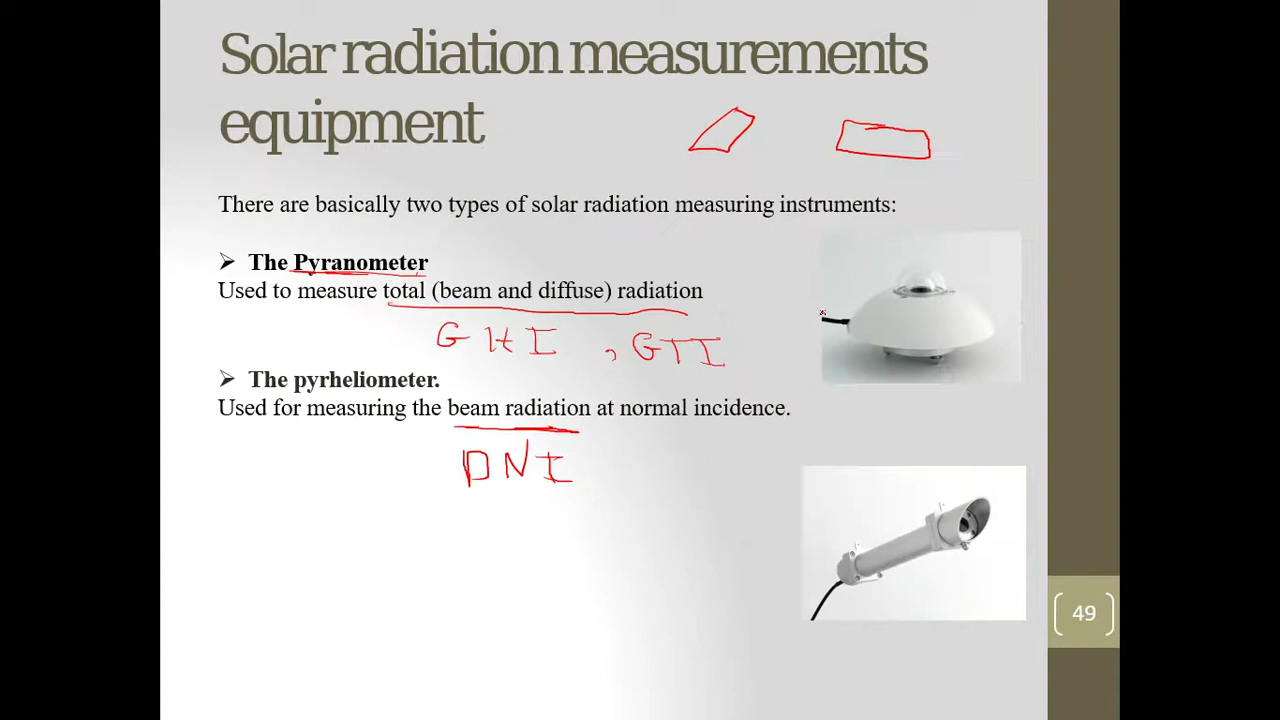 Solar radiation measurements
equipment
There are basically two types of solar radiation measuring instruments:
➢ The Pyranometer
Used to measure total (beam and diffuse) radiation
GHI , GTI
➢ The pyrheliometer.
Used for measuring the beam radiation at normal incidence.
DNI
49